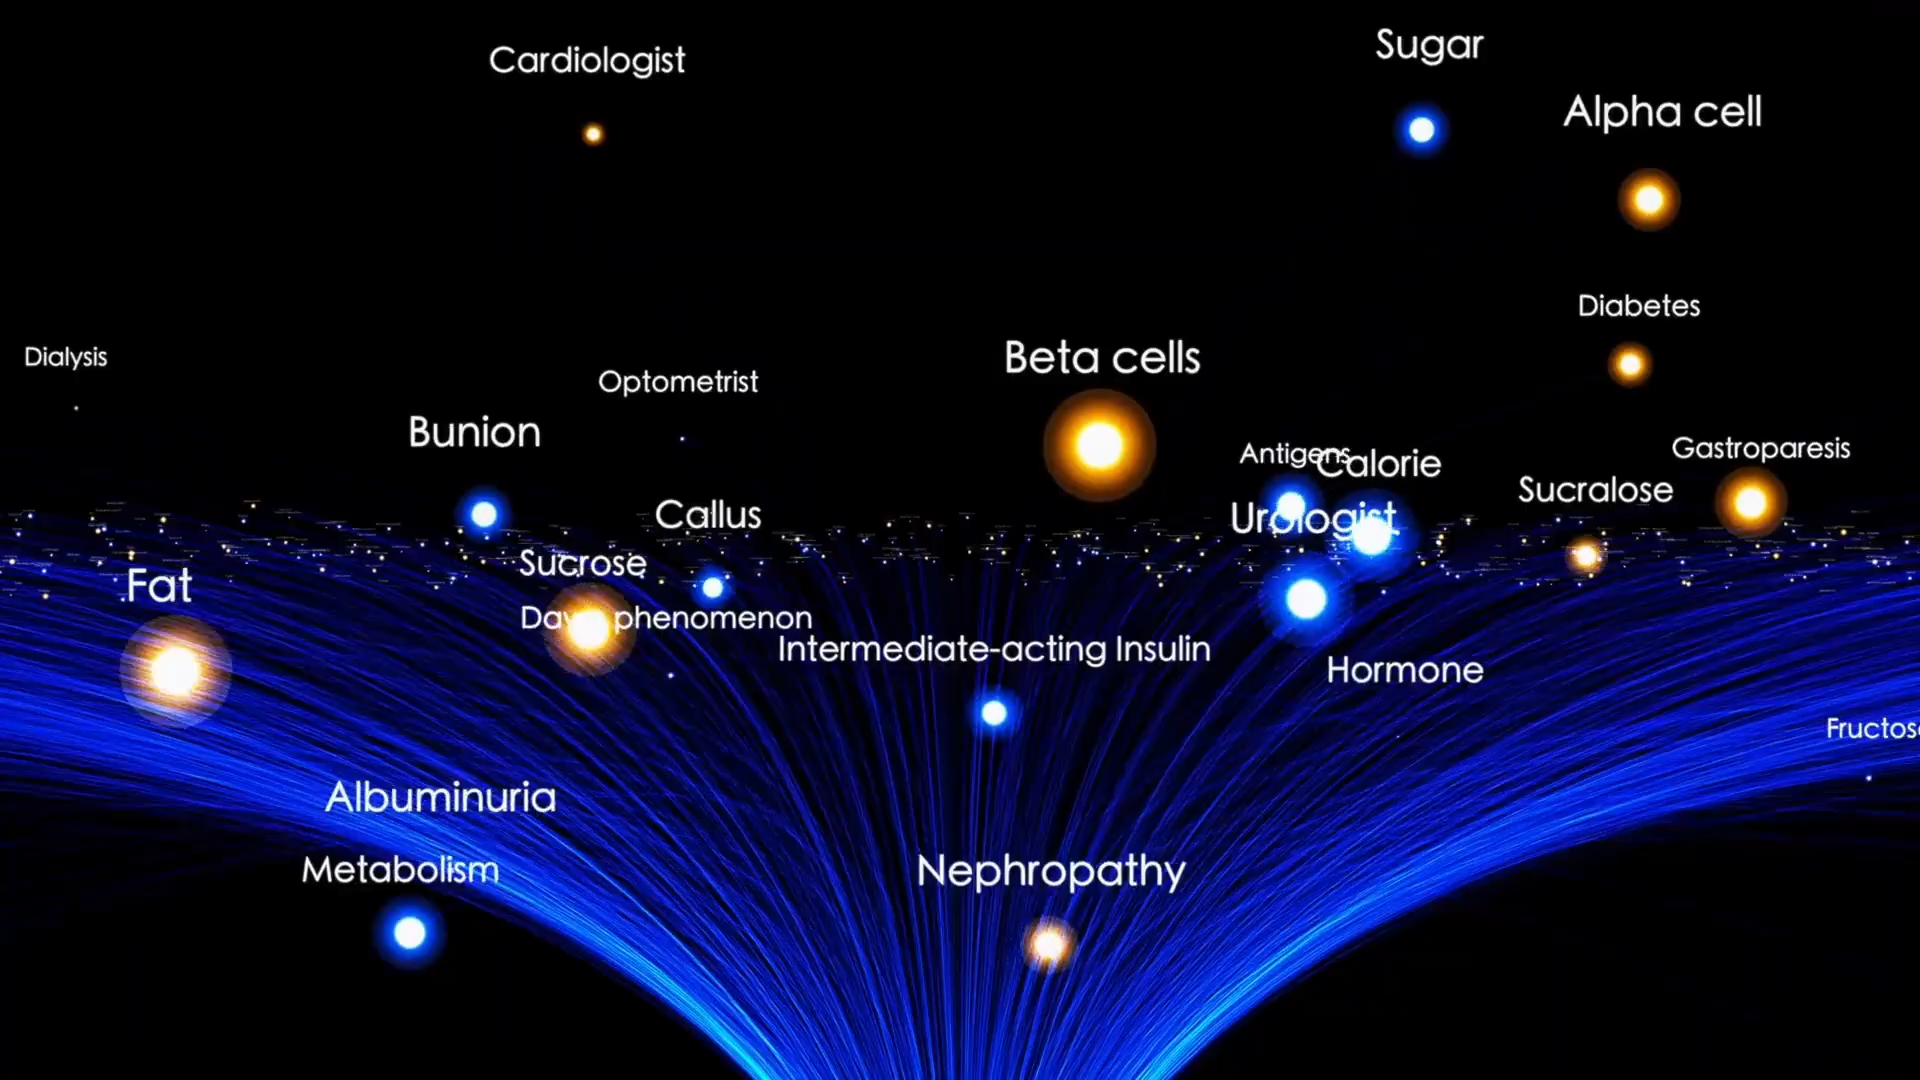 Sugar
Cardiologist
Alpha cell
Diabetes
Dialysis
Beta cells
Optometrist
Bunion
Gastroparesis
Antigens
Calorie
Sucralose
Callus
Urologist
Sucrose
Fat
phenomenon
Intermediate-acting Insulin
Hormone
Fructos
Albuminuria
Metabolism
Nephropathy